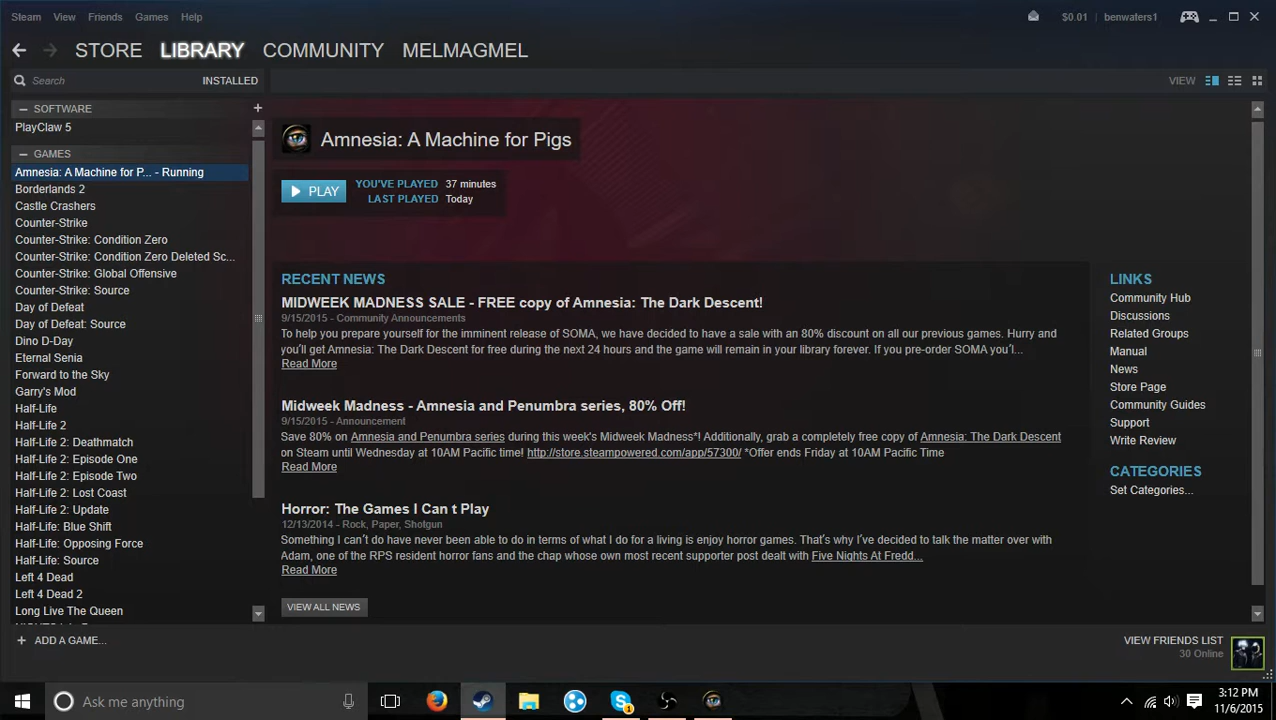 Steam View Friends Games Help
$0.01 benwaters1
STORE LIBRARY COMMUNITY MELMAGMEL
Search INSTALLED
VIEW
— SOFTWARE +
PlayClaw 5
— GAMES
Amnesia: A Machine for P... - Running
Borderlands 2
Castle Crashers
Counter-Strike
Counter-Strike: Condition Zero
Counter-Strike: Condition Zero Deleted Sc...
Counter-Strike: Global Offensive
Counter-Strike: Source
Day of Defeat
Day of Defeat: Source
Dino D-Day
Eternal Senia
Forward to the Sky
Garry's Mod
Half-Life
Half-Life 2
Half-Life 2: Deathmatch
Half-Life 2: Episode One
Half-Life 2: Episode Two
Half-Life 2: Lost Coast
Half-Life 2: Update
Half-Life: Blue Shift
Half-Life: Opposing Force
Half-Life: Source
Left 4 Dead
Left 4 Dead 2
Long Live The Queen
+ ADD A GAME...
Amnesia: A Machine for Pigs
PLAY
YOU'VE PLAYED 37 minutes
LAST PLAYED Today
RECENT NEWS
MIDWEEK MADNESS SALE - FREE copy of Amnesia: The Dark Descent!
9/15/2015 - Community Announcements
To help you prepare yourself for the imminent release of SOMA, we have decided to have a sale with an 80% discount on all our previous games. Hurry and
you'll get Amnesia: The Dark Descent for free during the next 24 hours and the game will remain in your library forever. If you pre-order SOMA you'l...
Read More
Midweek Madness - Amnesia and Penumbra series, 80% Off!
9/15/2015 - Announcement
Save 80% on Amnesia and Penumbra series during this week's Midweek Madness*! Additionally, grab a completely free copy of Amnesia: The Dark Descent
on Steam until Wednesday at 10AM Pacific time! http://store.steampowered.com/app/57300/ *Offer ends Friday at 10AM Pacific Time
Read More
Horror: The Games I Can t Play
12/13/2014 - Rock, Paper, Shotgun
Something I can't do have never been able to do in terms of what I do for a living is enjoy horror games. That's why I've decided to talk the matter over with
Adam, one of the RPS resident horror fans and the chap whose own most recent supporter post dealt with Five Nights At Fredd...
Read More
VIEW ALL NEWS
LINKS
Community Hub
Discussions
Related Groups
Manual
News
Store Page
Community Guides
Support
Write Review
CATEGORIES
Set Categories...
VIEW FRIENDS LIST
30 Online
Ask me anything
1
3:12 PM
11/6/2015